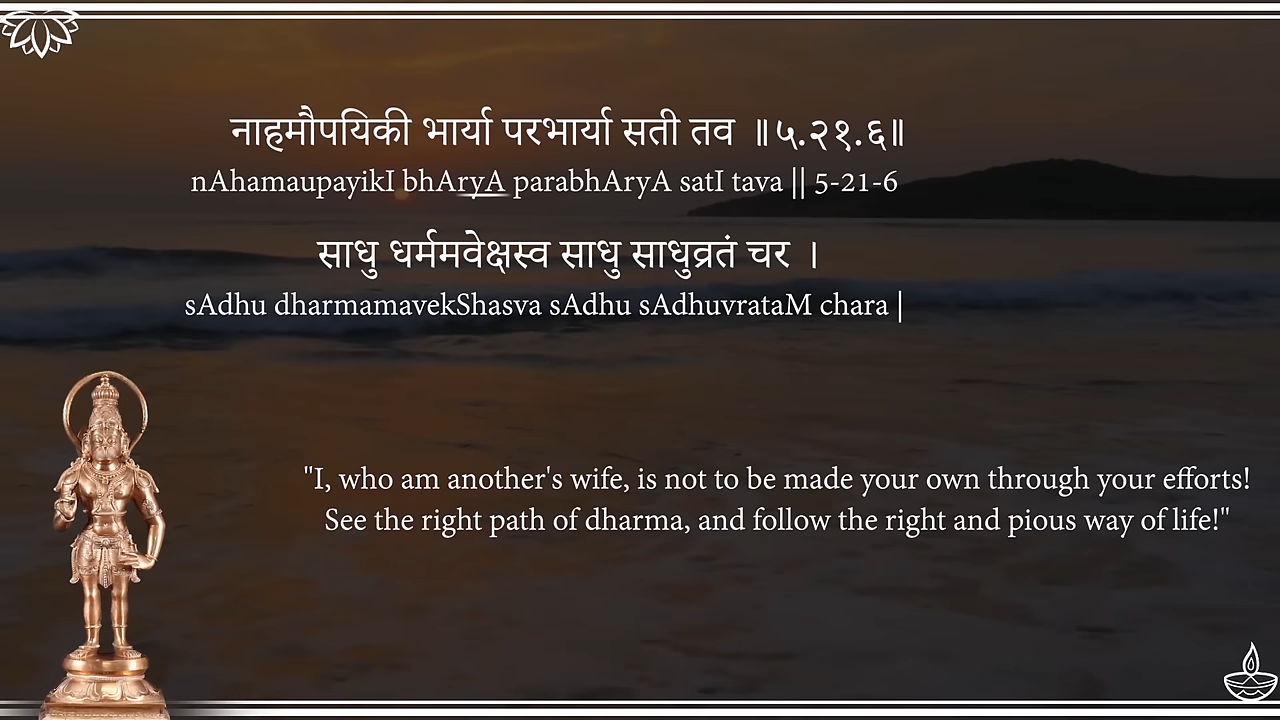 नाहमौपयिकी भार्या परभार्या सती तव ॥५.२१.६॥
nAhamaupayikI bhAryA parabhAryA satI tava || 5-21-6
साधु धर्ममवेक्षस्व साधु साधुव्रतं चर ।
sAdhu dharmamavekShasva sAdhu sAdhuvrataM chara |
"I, who am another's wife, is not to be made your own through your efforts!
See the right path of dharma, and follow the right and pious way of life!"